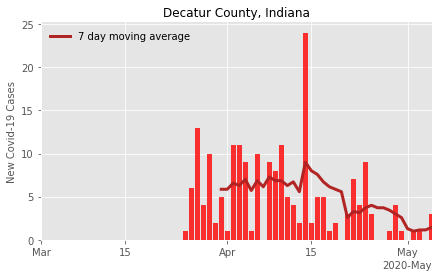 Decatur County, Indiana
7 day moving average
New Covid-19 Cases
25
20
15
10
5
0
Mar
15
Apr
15
May
2020-May